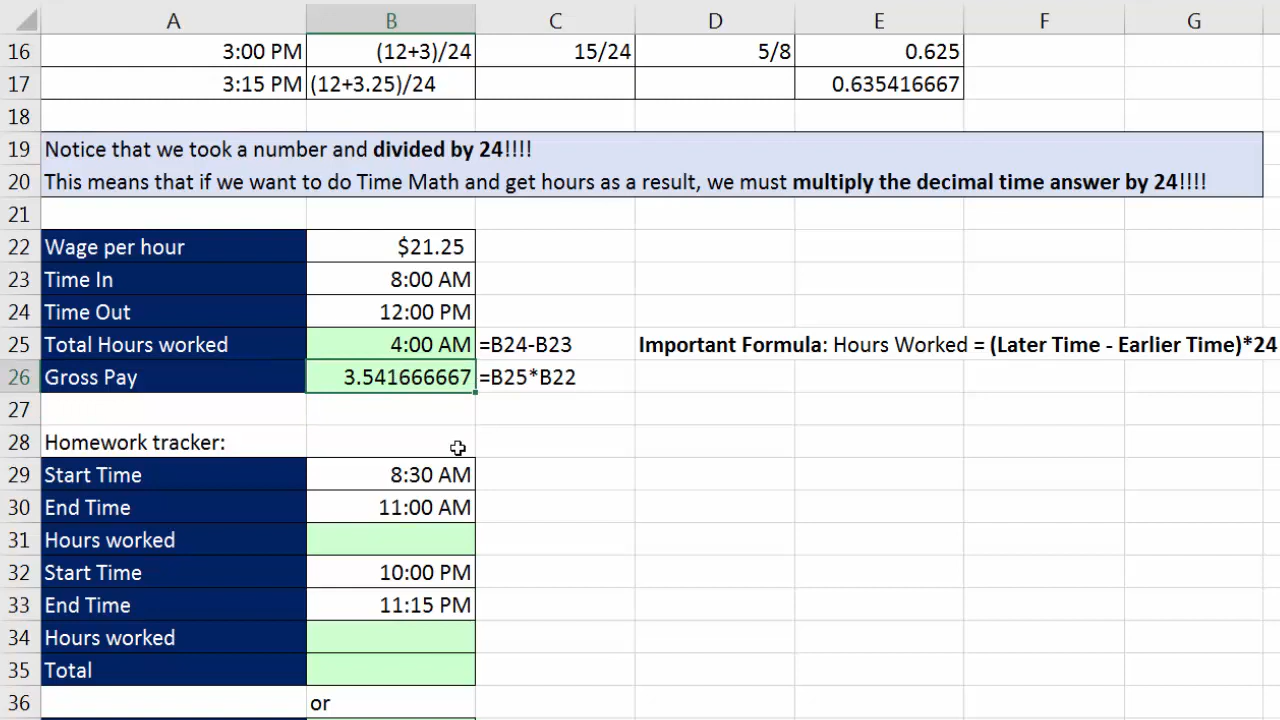 A B C D E F G
16 3:00 PM (12+3)/24 15/24 5/8 0.625
17 3:15 PM (12+3.25)/24 0.635416667
18
19 Notice that we took a number and divided by 24!!!!
20 This means that if we want to do Time Math and get hours as a result, we must multiply the decimal time answer by 24!!!!
21
22 Wage per hour $21.25
23 Time In 8:00 AM
24 Time Out 12:00 PM
25 Total Hours worked 4:00 AM =B24-B23 Important Formula: Hours Worked = (Later Time - Earlier Time)*24
26 Gross Pay 3.541666667 =B25*B22
27
28 Homework tracker:
29 Start Time 8:30 AM
30 End Time 11:00 AM
31 Hours worked
32 Start Time 10:00 PM
33 End Time 11:15 PM
34 Hours worked
35 Total
36 or